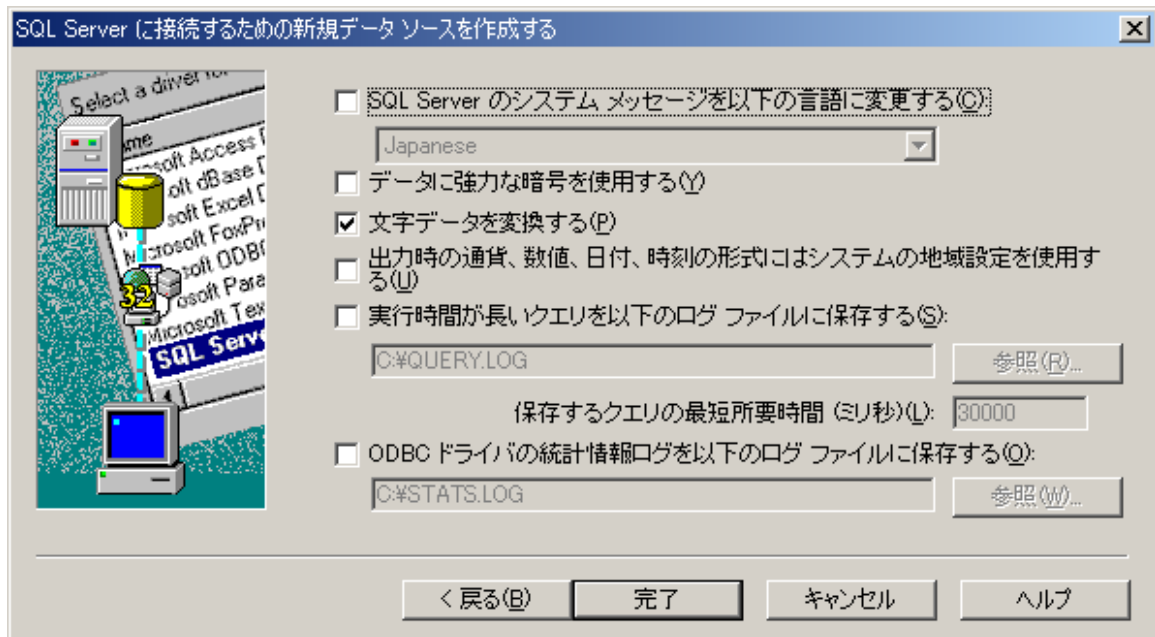 SQL Server に接続するための新規データ ソースを作成する
Select a driver for
Name
Microsoft Access D
Microsoft dBase D
Microsoft Excel D
Microsoft FoxPro
Microsoft ODBC
Microsoft Para
Microsoft Tex
SQL Serve
32
SQL Server のシステム メッセージを以下の言語に変更する(C):
Japanese
データに強力な暗号を使用する(Y)
文字データを変換する(P)
出力時の通貨、数値、日付、時刻の形式にはシステムの地域設定を使用す
る(U)
実行時間が長いクエリを以下のログ ファイルに保存する(S):
C:¥QUERY.LOG
参照(R)...
保存するクエリの最短所要時間 (ミリ秒)(L):
30000
ODBC ドライバの統計情報ログを以下のログ ファイルに保存する(O):
C:¥STATS.LOG
参照(W)...
< 戻る(B)
完了
キャンセル
ヘルプ